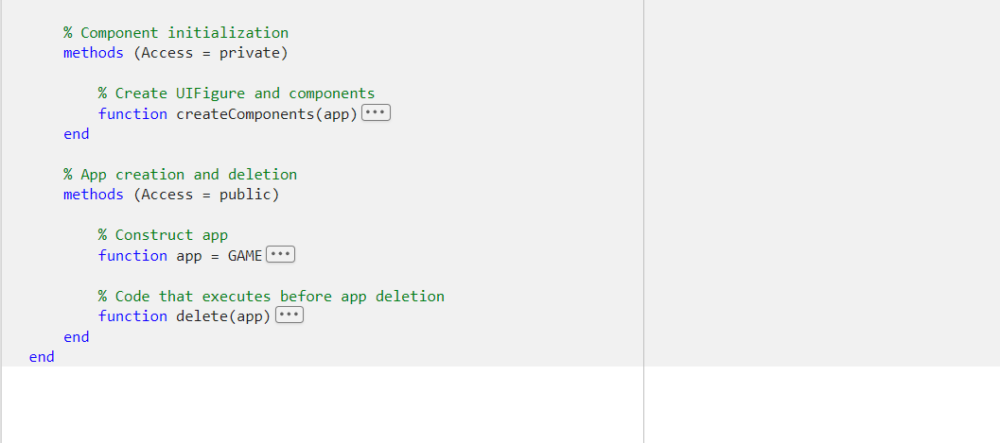 % Component initialization
methods (Access = private)
% Create UIFigure and components
function createComponents(app) •••
end
% App creation and deletion
methods (Access = public)
% Construct app
function app = GAME •••
% Code that executes before app deletion
function delete(app) •••
end
end